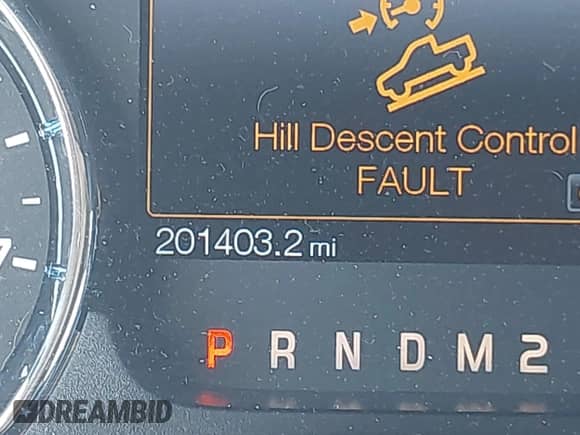 Hill Descent Control
FAULT
201403.2 mi
P R N D M 2
DREAMBID